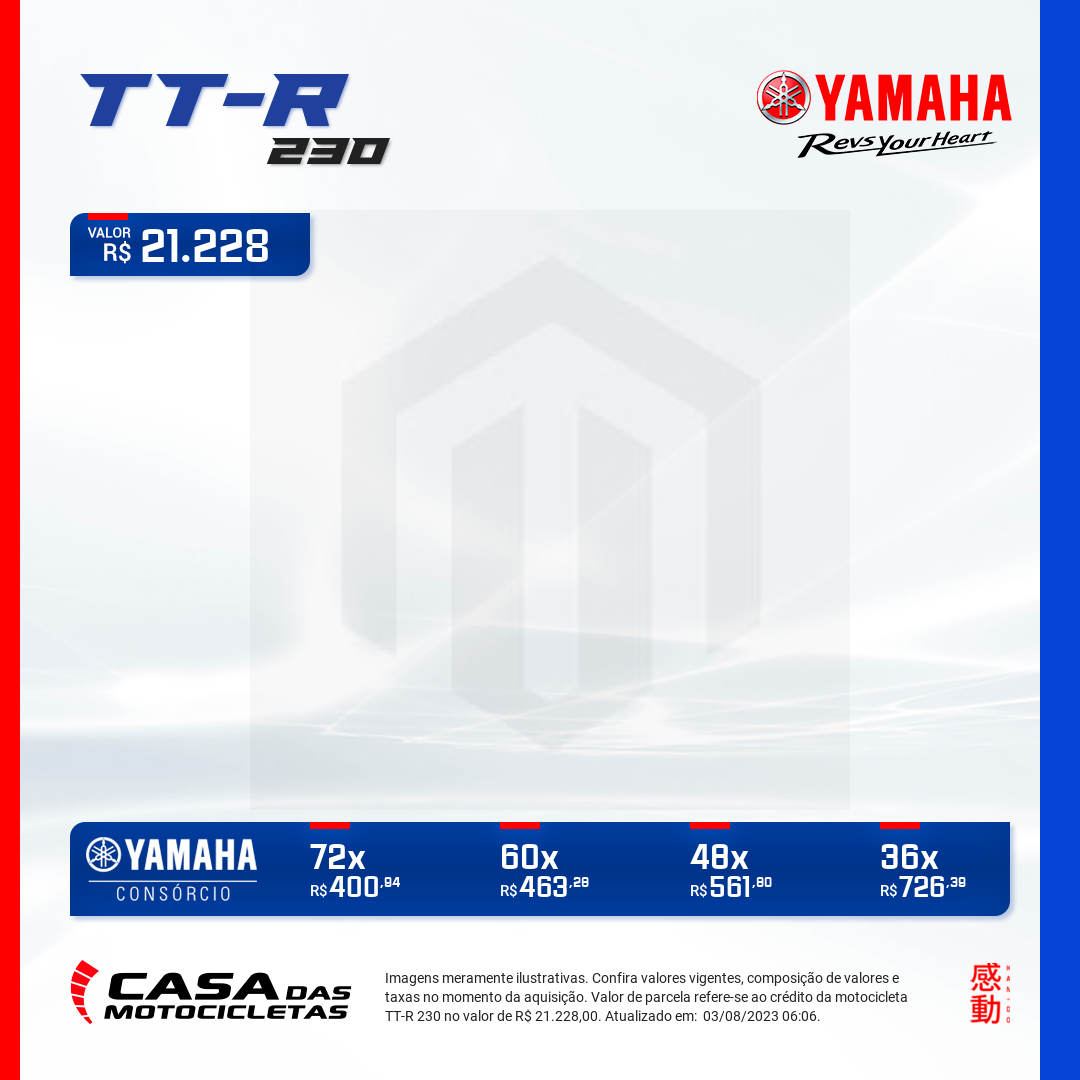 TT-R
230
YAMAHA
Revs Your Heart
VALOR
R$ 21.228
YAMAHA
CONSÓRCIO
72x
R$ 400,94
60x
R$ 463,28
48x
R$ 561,80
36x
R$ 726,39
CASA DAS
MOTOCICLETAS
Imagens meramente ilustrativas. Confira valores vigentes, composição de valores e
taxas no momento da aquisição. Valor de parcela refere-se ao crédito da motocicleta
TT-R 230 no valor de R$ 21.228,00. Atualizado em: 03/08/2023 06:06.
感動